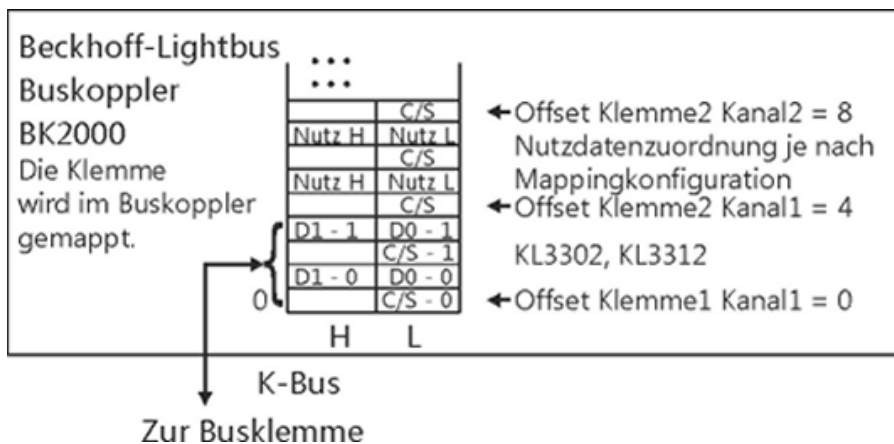 Beckhoff-Lightbus
Buskoppler
BK2000
Die Klemme
wird im Buskoppler
gemappt.
C/S
Nutz H Nutz L
C/S
Nutz H Nutz L
C/S
D1 - 1 D0 - 1
C/S - 1
D1 - 0 D0 - 0
0 C/S - 0
H L
Offset Klemme2 Kanal2 = 8
Nutzdatenzuordnung je nach
Mappingkonfiguration
Offset Klemme2 Kanal1 = 4
KL3302, KL3312
Offset Klemme1 Kanal1 = 0
K-Bus
Zur Busklemme